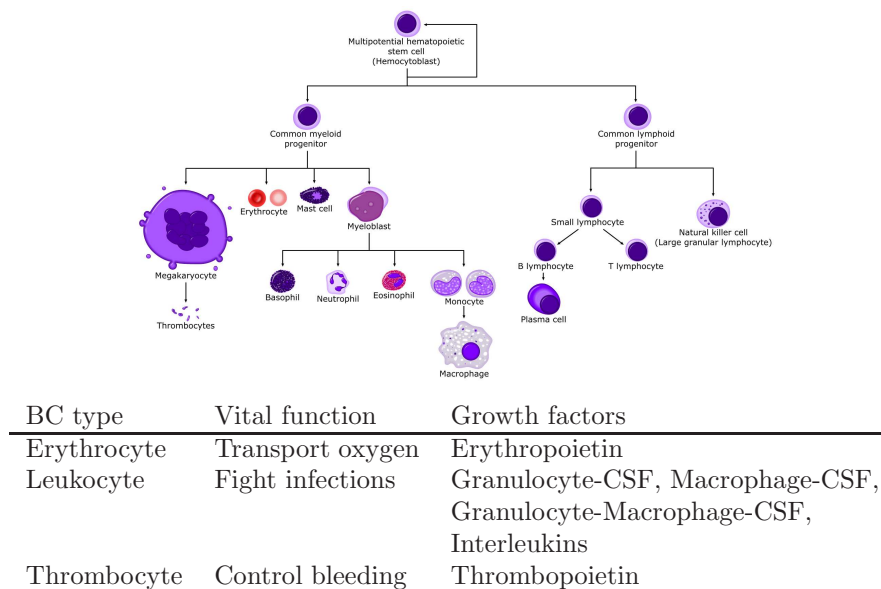 Multipotential hematopoietic
stem cell
(Hemocytoblast)
Common myeloid
progenitor
Common lymphoid
progenitor
Erythrocyte
Mast cell
Myeloblast
Small lymphocyte
Natural killer cell
(Large granular lymphocyte)
Megakaryocyte
B lymphocyte
T lymphocyte
Basophil
Neutrophil
Eosinophil
Monocyte
Thrombocytes
Plasma cell
Macrophage
BC type Vital function Growth factors
Erythrocyte Transport oxygen Erythropoietin
Leukocyte Fight infections Granulocyte-CSF, Macrophage-CSF,
Granulocyte-Macrophage-CSF,
Interleukins
Thrombocyte Control bleeding Thrombopoietin